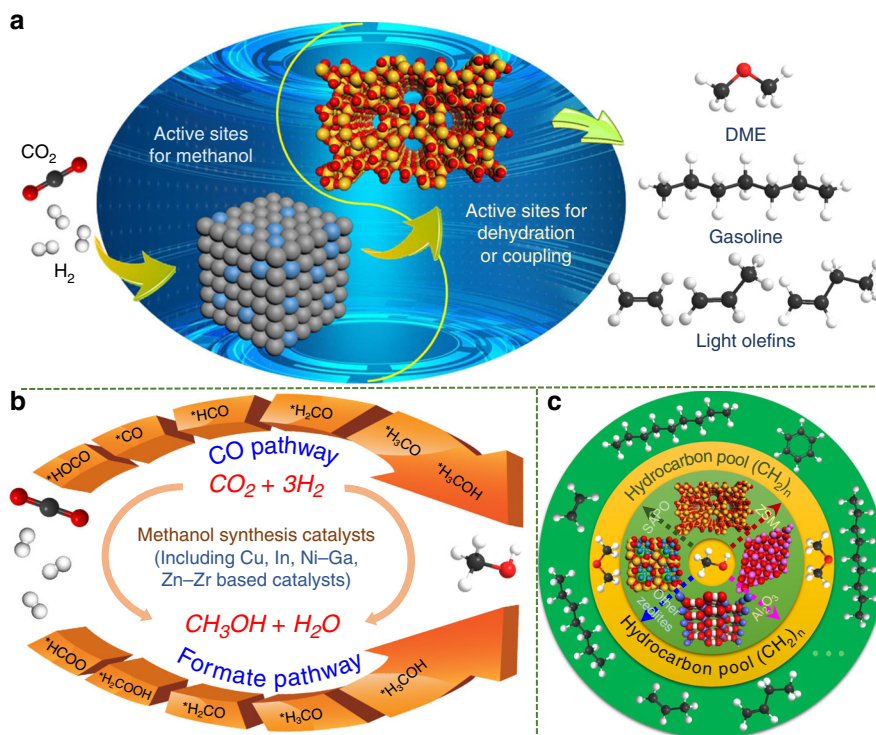 a
CO₂
H₂
Active sites
for methanol
Active sites for
dehydration
or coupling
DME
Gasoline
Light olefins
b
*HOCO
*CO
*HCO
*H₂CO
*H₃CO
*H₃COH
CO pathway
CO₂ + 3H₂
Methanol synthesis catalysts
(Including Cu, In, Ni–Ga,
Zn–Zr based catalysts)
CH₃OH + H₂O
Formate pathway
*HCOO
*H₂COOH
*H₂CO
*H₃CO
*H₃COH
c
Hydrocarbon pool (CH₂)ₙ
SAPO
ZSM
Other
zeolites
Al₂O₃
Hydrocarbon pool (CH₂)ₙ